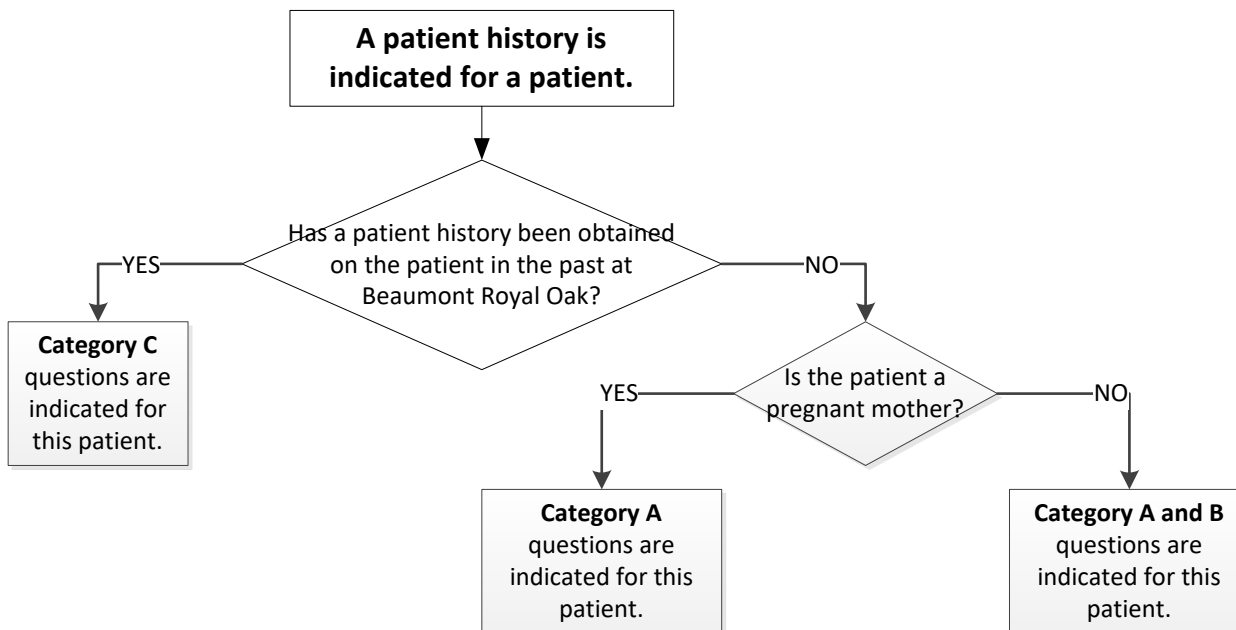 A patient history is
indicated for a patient.
Has a patient history been obtained
on the patient in the past at
Beaumont Royal Oak?
YES
NO
Category C
questions are
indicated for
this patient.
Is the patient a
pregnant mother?
YES
NO
Category A
questions are
indicated for this
patient.
Category A and B
questions are
indicated for this
patient.